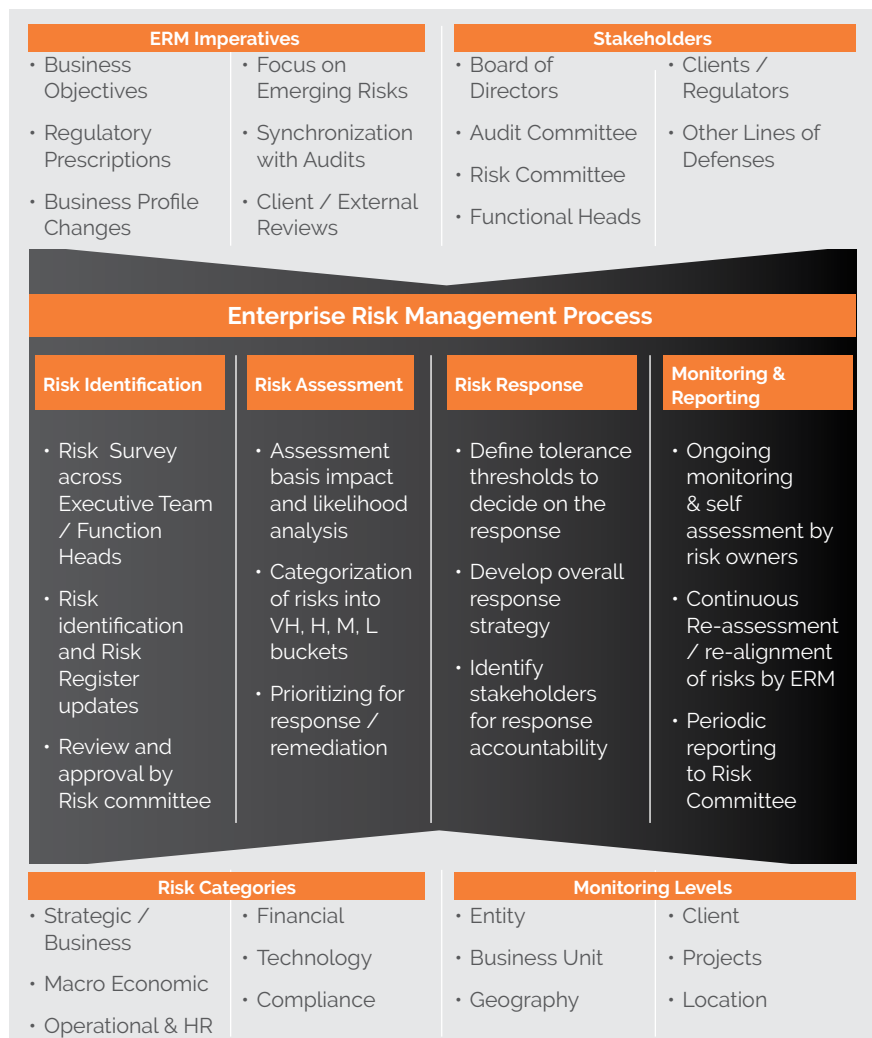 ERM Imperatives
• Business
Objectives
• Regulatory
Prescriptions
• Business Profile
Changes
• Focus on
Emerging Risks
• Synchronization
with Audits
• Client / External
Reviews
Stakeholders
• Board of
Directors
• Audit Committee
• Risk Committee
• Functional Heads
• Clients /
Regulators
• Other Lines of
Defenses
Enterprise Risk Management Process
Risk Identification
• Risk Survey
across
Executive Team
/ Function
Heads
• Risk
identification
and Risk
Register
updates
• Review and
approval by
Risk committee
Risk Assessment
• Assessment
basis impact
and likelihood
analysis
• Categorization
of risks into
VH, H, M, L
buckets
• Prioritizing for
response /
remediation
Risk Response
• Define tolerance
thresholds to
decide on the
response
• Develop overall
response
strategy
• Identify
stakeholders
for response
accountability
Monitoring &
Reporting
• Ongoing
monitoring
& self
assessment by
risk owners
• Continuous
Re-assessment
/ re-alignment
of risks by ERM
• Periodic
reporting
to Risk
Committee
Risk Categories
• Strategic /
Business
• Macro Economic
• Operational & HR
• Financial
• Technology
• Compliance
Monitoring Levels
• Entity
• Business Unit
• Geography
• Client
• Projects
• Location